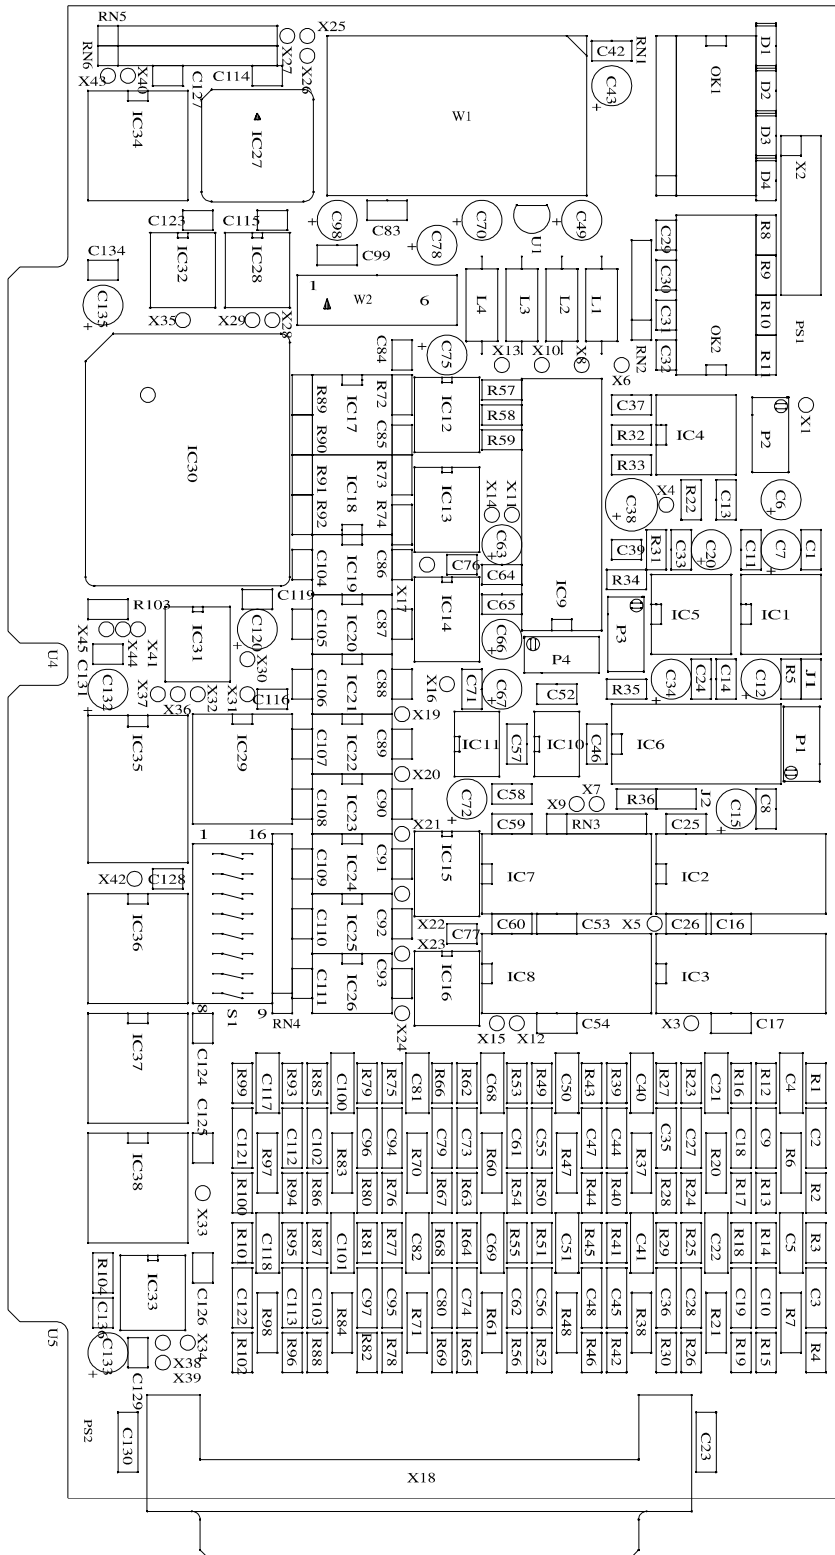 RN5
RN6
X25
X27
X26
X43
X40
C127
C114
IC34
IC27
W1
C42
RN1
C43
OK1
D1
D2
D3
D4
X2
PS1
C123
C115
C98
C83
C99
C78
C70
U1
C49
C29
C30
C31
C32
R8
R9
R10
R11
OK2
C134
C135
IC32
IC28
X35
X29
X28
1
W2
6
L4
L3
L2
L1
RN2
C84
C75
X13
X10
X8
X6
IC30
R89
R90
R91
R92
IC17
IC18
R72
C85
R73
R74
IC12
IC13
R57
R58
R59
X14
X11
C63
C64
C65
C66
C67
IC9
C37
R32
R33
IC4
P2
X1
C38
X4
R22
C13
C6
C39
R31
C33
C20
C11
C7
C1
R34
P3
IC5
IC1
C104
IC19
C86
X17
C76
IC14
R103
C119
C120
C105
IC20
C87
P4
X45
X44
X41
IC31
X30
U4
C131
C132
X37
X36
X32
X31
C116
C106
IC21
C88
X16
C71
C52
R35
C34
C24
C14
C12
R5
J1
IC35
IC29
C107
IC22
C89
X19
IC11
C57
IC10
C46
IC6
P1
X20
C108
IC23
C90
C72
C58
X9
X7
R36
J2
C15
C8
1
16
X21
C59
RN3
C25
X42
C128
C109
IC24
C91
IC15
IC7
IC2
IC36
C110
IC25
C92
X22
C77
C60
C53
X5
C26
C16
X23
C111
IC26
C93
IC16
IC8
IC3
8
S1
9
RN4
X24
X15
X12
C54
X3
C17
IC37
C124
C125
R99
C117
R93
R85
C100
R79
R75
C81
R66
R62
C68
R53
R49
C50
R43
R39
C40
R27
R23
C21
R16
R12
C4
R1
IC38
C121
R97
C112
C102
R83
C96
C94
R70
C79
C73
R60
C61
C55
R47
C47
C44
R37
C35
C27
R20
C18
C9
R6
C2
X33
R100
R94
R86
R80
R76
R67
R63
R54
R50
R44
R40
R28
R24
R17
R13
R2
R101
C118
R95
R87
C101
R81
R77
C82
R68
R64
C69
R55
R51
C51
R45
R41
C41
R29
R25
C22
R18
R14
C5
R3
R104
IC33
C126
C136
C122
R98
C113
C103
R84
C97
C95
R71
C80
C74
R61
C62
C56
R48
C48
C45
R38
C36
C28
R21
C19
C10
R7
C3
U5
C133
X34
X38
X39
C129
R102
R96
R88
R82
R78
R69
R65
R56
R52
R46
R42
R30
R26
R19
R15
R4
PS2
C130
X18
C23